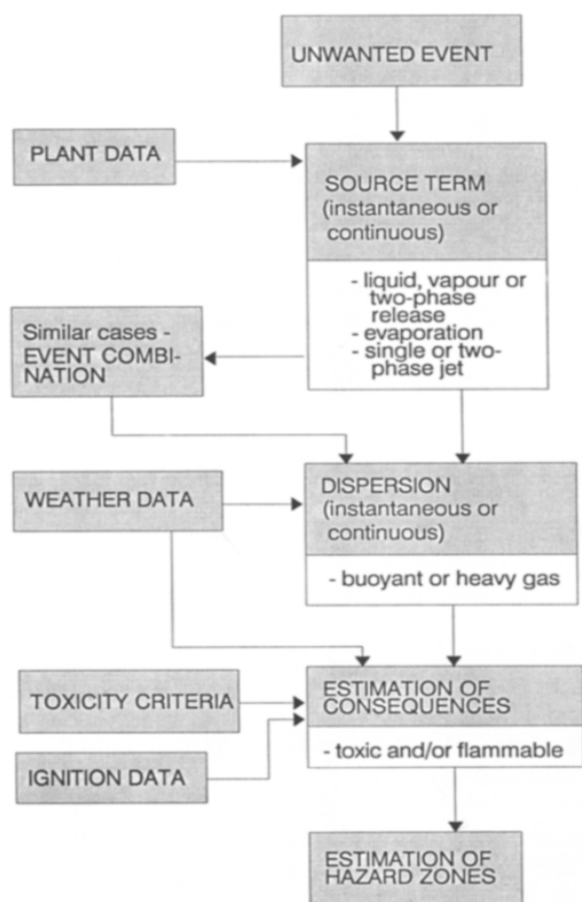 UNWANTED EVENT
PLANT DATA
SOURCE TERM
(instantaneous or
continuous)
- liquid, vapour or
two-phase
release
- evaporation
- single or two-
phase jet
Similar cases -
EVENT COMBI-
NATION
WEATHER DATA
DISPERSION
(instantaneous or
continuous)
- buoyant or heavy gas
TOXICITY CRITERIA
ESTIMATION OF
CONSEQUENCES
- toxic and/or flammable
IGNITION DATA
ESTIMATION OF
HAZARD ZONES